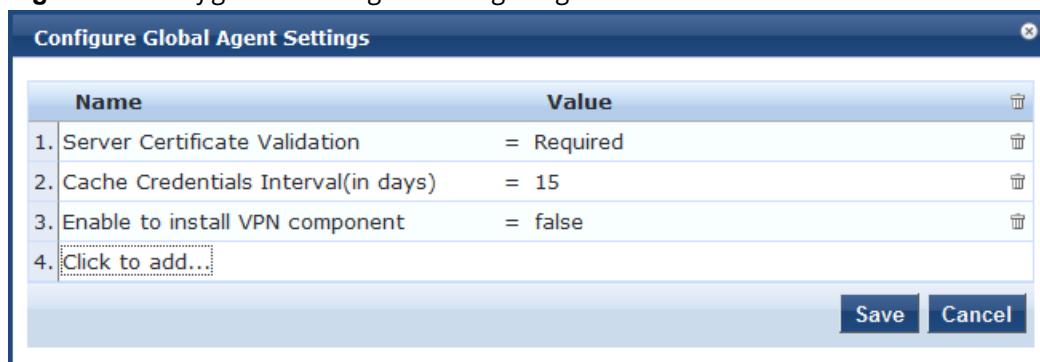 Configure Global Agent Settings
Name Value
1. Server Certificate Validation = Required
2. Cache Credentials Interval(in days) = 15
3. Enable to install VPN component = false
4. Click to add...
Save Cancel